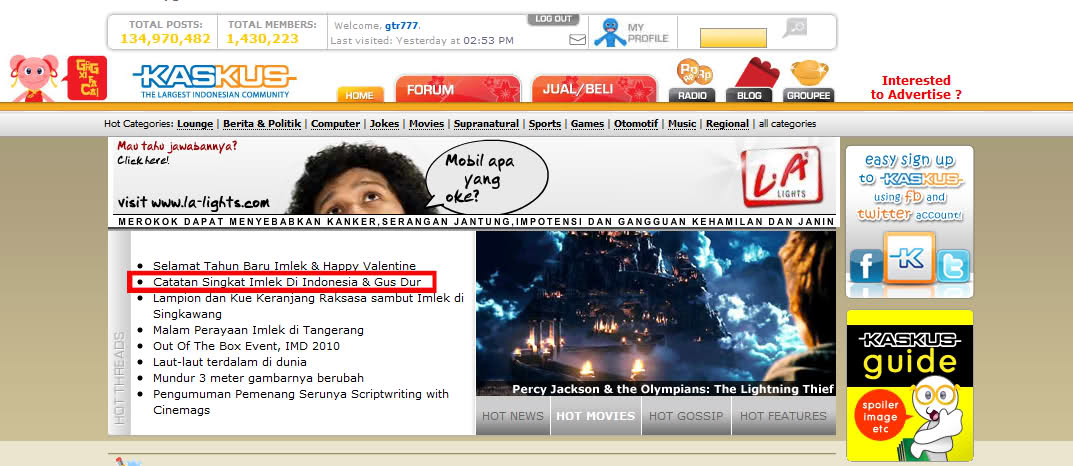 TOTAL POSTS:
134,970,482
TOTAL MEMBERS:
1,430,223
Welcome, gtr777.
Last visited: Yesterday at 02:53 PM
LOG OUT
MY
PROFILE
KASKUS
THE LARGEST INDONESIAN COMMUNITY
HOME
FORUM
JUAL/BELI
RADIO
BLOG
GROUPEE
Interested
to Advertise ?
Hot Categories: Lounge | Berita & Politik | Computer | Jokes | Movies | Supranatural | Sports | Games | Otomotif | Music | Regional | all categories
Mau tahu jawabannya?
Click here!
visit www.la-lights.com
Mobil apa
yang
oke?
LA
LIGHTS
MEROKOK DAPAT MENYEBABKAN KANKER,SERANGAN JANTUNG,IMPOTENSI DAN GANGGUAN KEHAMILAN DAN JANIN
HOT THREADS
Selamat Tahun Baru Imlek & Happy Valentine
Catatan Singkat Imlek Di Indonesia & Gus Dur
Lampion dan Kue Keranjang Raksasa sambut Imlek di
Singkawang
Malam Perayaan Imlek di Tangerang
Out Of The Box Event, IMD 2010
Laut-laut terdalam di dunia
Mundur 3 meter gambarnya berubah
Pengumuman Pemenang Serunya Scriptwriting with
Cinemags
Percy Jackson & the Olympians: The Lightning Thief
HOT NEWS
HOT MOVIES
HOT GOSSIP
HOT FEATURES
easy sign up
to KASKUS
using fb and
twitter account!
f
K
t
KASKUS
guide
spoiler
image
etc